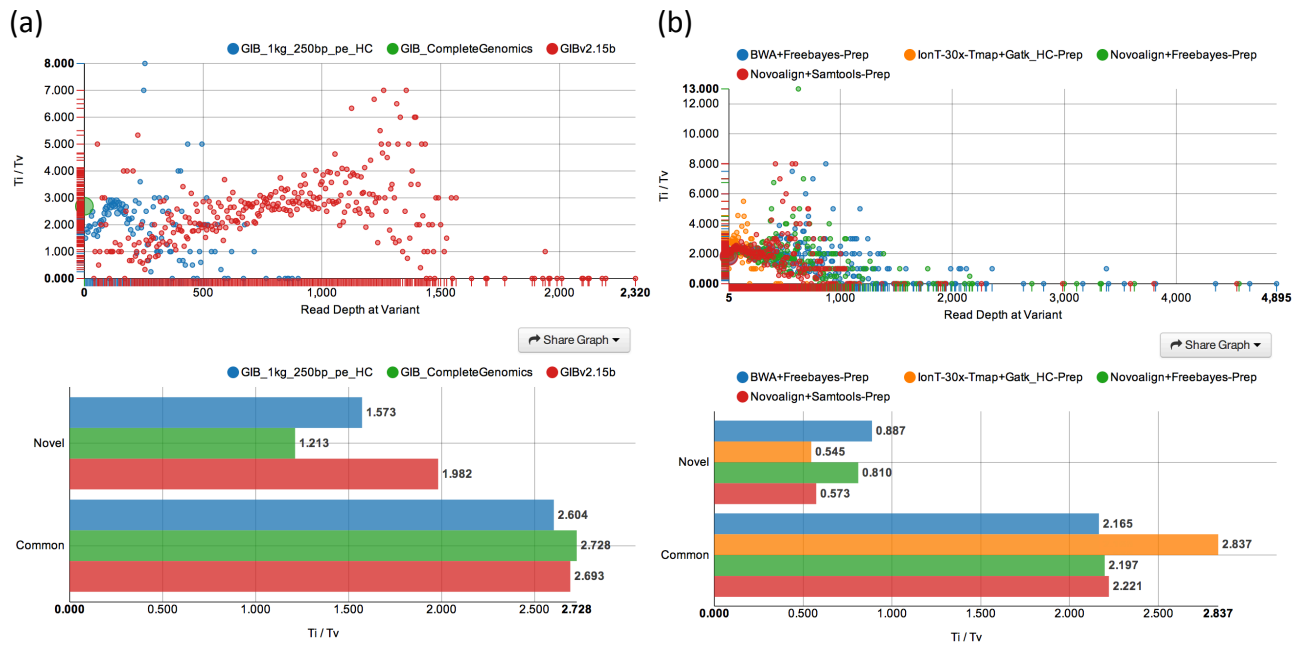 (a)
GIB_1kg_250bp_pe_HC GIB_CompleteGenomics GIBv2.15b
8.000
7.000
6.000
5.000
4.000
3.000
2.000
1.000
0.000
Ti / Tv
0 500 1,000 1,500 2,000 2,320
Read Depth at Variant
Share Graph
GIB_1kg_250bp_pe_HC GIB_CompleteGenomics GIBv2.15b
Novel
1.573
1.213
1.982
Common
2.604
2.728
2.693
0.000 0.500 1.000 1.500 2.000 2.500 2.728
Ti / Tv
(b)
BWA+Freebayes-Prep IonT-30x-Tmap+Gatk_HC-Prep Novoalign+Freebayes-Prep
Novoalign+Samtools-Prep
13.000
12.000
10.000
8.000
6.000
4.000
2.000
0.000
Ti / Tv
5 1,000 2,000 3,000 4,000 4,895
Read Depth at Variant
Share Graph
BWA+Freebayes-Prep IonT-30x-Tmap+Gatk_HC-Prep Novoalign+Freebayes-Prep
Novoalign+Samtools-Prep
Novel
0.887
0.545
0.810
0.573
Common
2.165
2.837
2.197
2.221
0.000 0.500 1.000 1.500 2.000 2.500 2.837
Ti / Tv